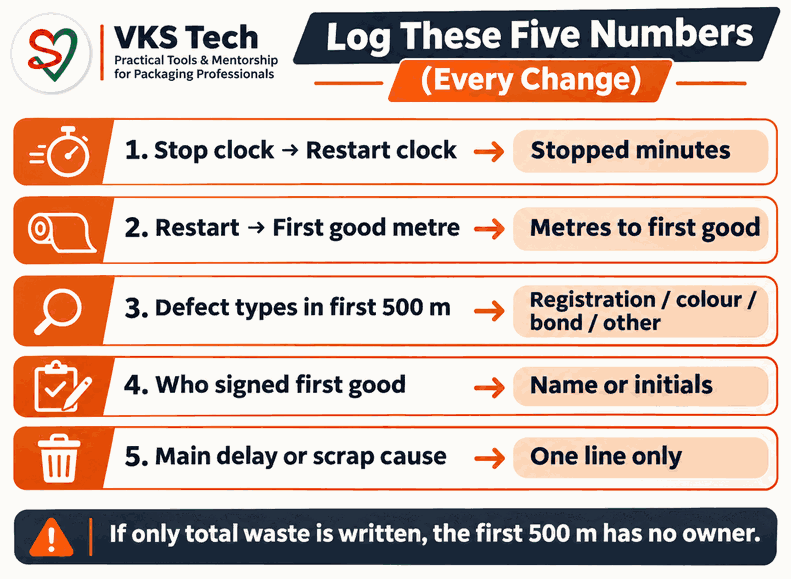 VKS Tech
Practical Tools & Mentorship
for Packaging Professionals
Log These Five Numbers
(Every Change)
1. Stop clock → Restart clock → Stopped minutes
2. Restart → First good metre → Metres to first good
3. Defect types in first 500 m → Registration / colour /
bond / other
4. Who signed first good → Name or initials
5. Main delay or scrap cause → One line only
If only total waste is written, the first 500 m has no owner.